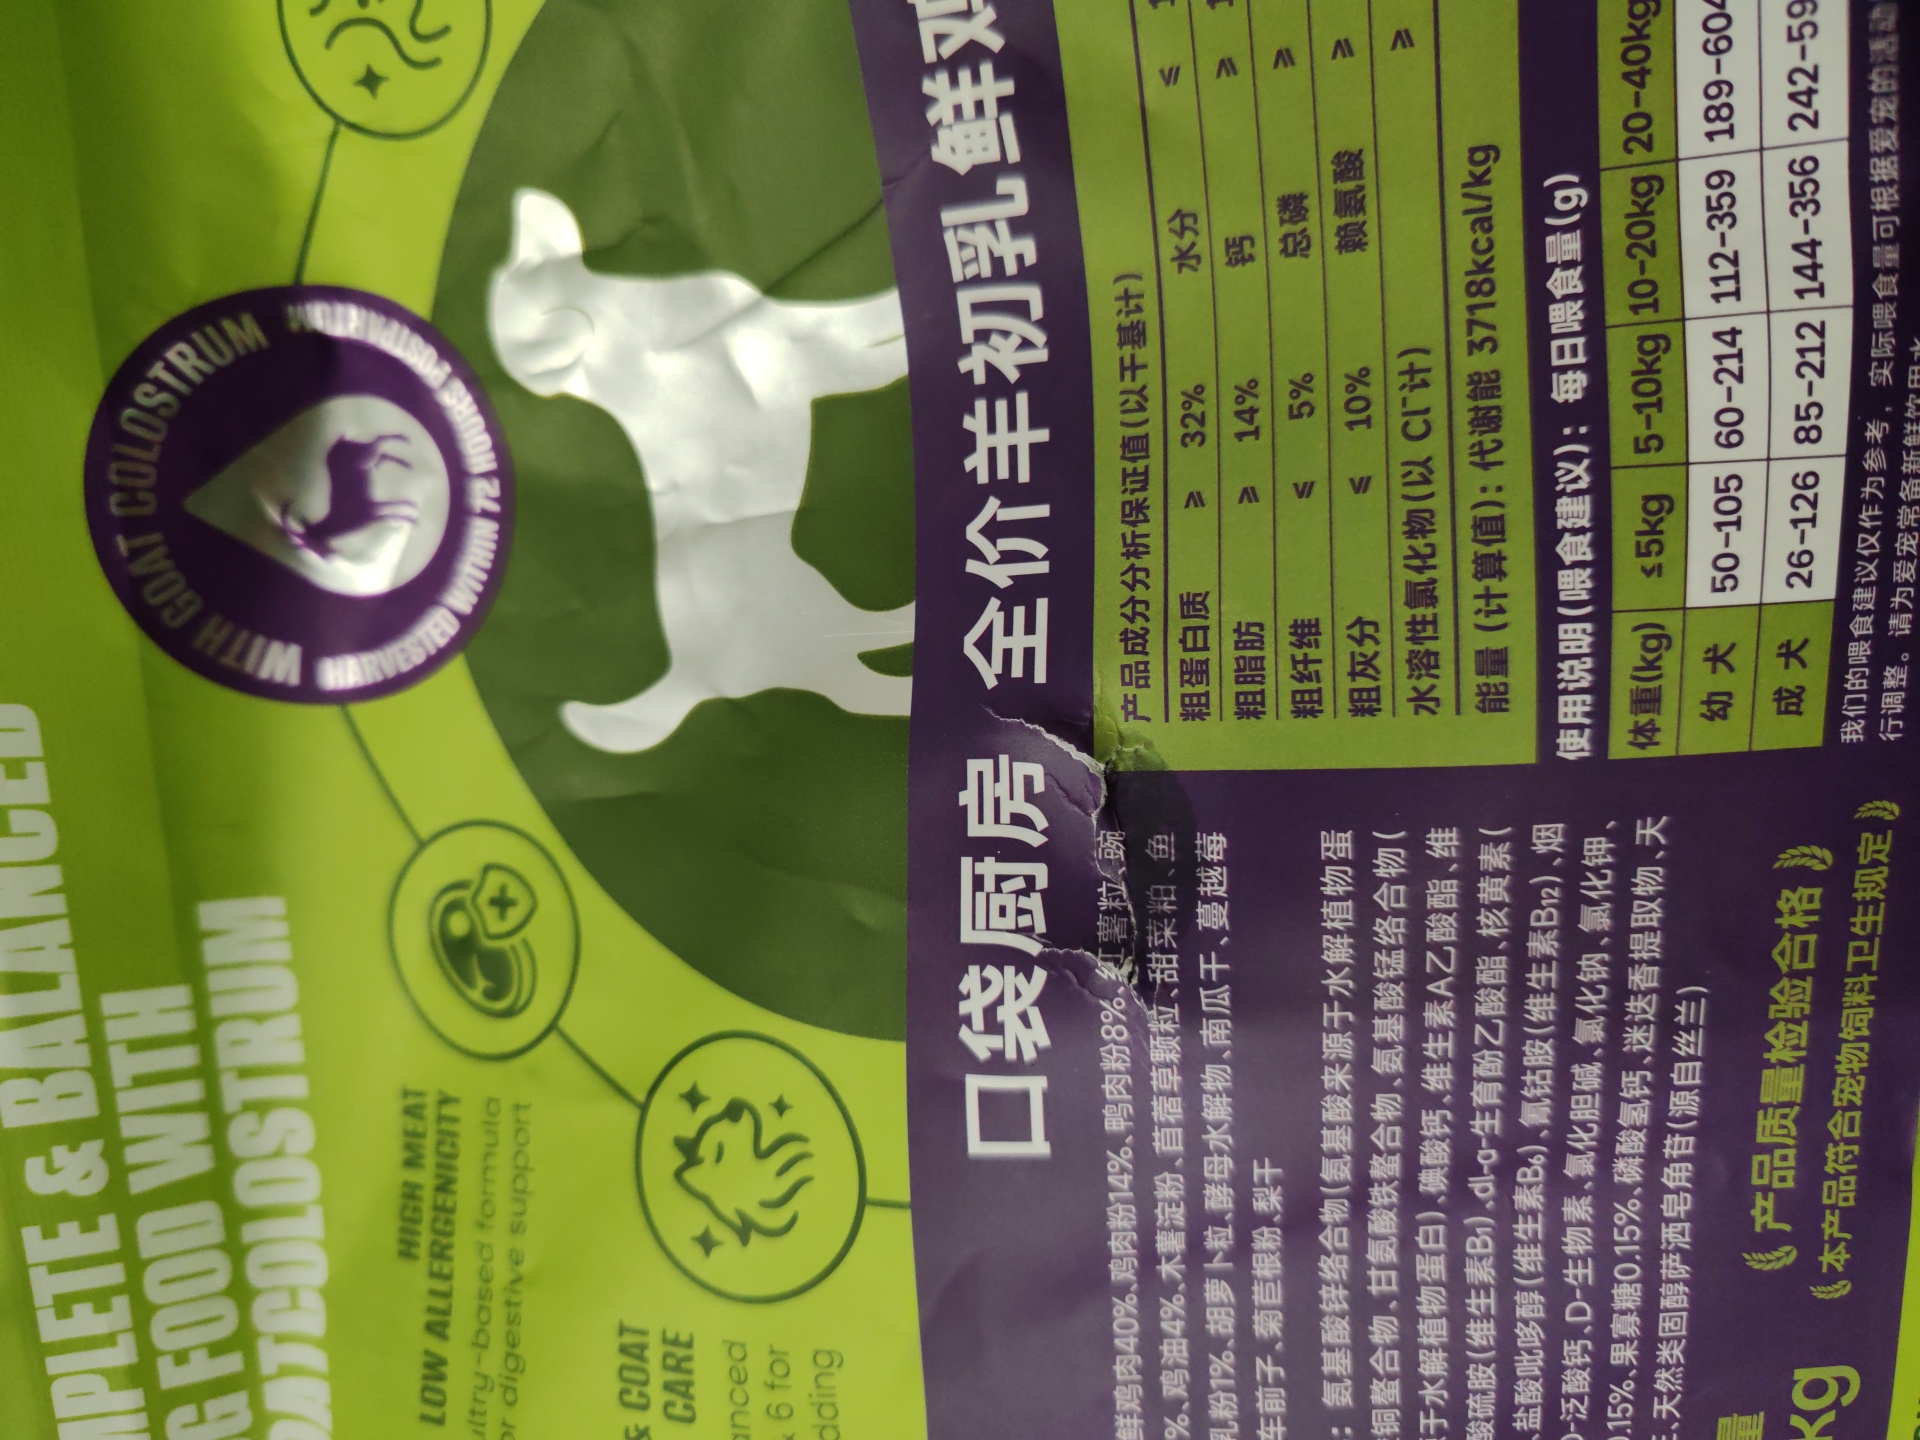 MPLETE & BALANCED
G FOOD WITH
OATCOLOSTRUM
WITH GOAT COLOSTRUM
HARVESTED WITHIN 72 HOURS POSTPARTUM
HIGH MEAT
LOW ALLERGENICITY
ultry-based formula
or digestive support
& COAT
CARE
anced
& 6 for
dding
口袋厨房 全价羊初乳鲜鸡
鲜鸡肉40%、鸡肉粉14%、鸭肉粉8%、红薯粒、豌
%、鸡油4%、木薯淀粉、苜蓿草颗粒、甜菜粕、鱼
乳粉1%、胡萝卜粒、酵母水解物、南瓜干、蔓越莓
车前子、菊苣根粉、梨干
：氨基酸锌络合物(氨基酸来源于水解植物蛋
铜螯合物、甘氨酸铁螯合物、氨基酸锰络合物(
于水解植物蛋白)、碘酸钙、维生素A乙酸酯、维
酸硫胺(维生素B₁)、dl-α-生育酚乙酸酯、核黄素(
、盐酸吡哆醇(维生素B₆)、氰钴胺(维生素B₁₂)、烟
D-泛酸钙、D-生物素、氯化胆碱、氯化钠、氯化钾、
0.15%、果寡糖0.15%、磷酸氢钙、迷迭香提取物、天
、天然类固醇萨洒皂角苷(源自丝兰)
产品质量检验合格
本产品符合宠物饲料卫生规定
量
kg
产品成分分析保证值(以干基计)
粗蛋白质 ≥ 32% 水分 ≤ 1
粗脂肪 ≥ 14% 钙 ≥ 1
粗纤维 ≤ 5% 总磷 ≥
粗灰分 ≤ 10% 赖氨酸 ≥
水溶性氯化物(以 Cl⁻计) ≥
能量(计算值)：代谢能 3718kcal/kg
使用说明(喂食建议)：每日喂食量(g)
体重(kg) ≤5kg 5-10kg 10-20kg 20-40kg
幼犬 50-105 60-214 112-359 189-604
成犬 26-126 85-212 144-356 242-59
我们的喂食建议仅作为参考，实际喂食量可根据爱宠的活动
行调整。请为爱宠常备新鲜饮用水